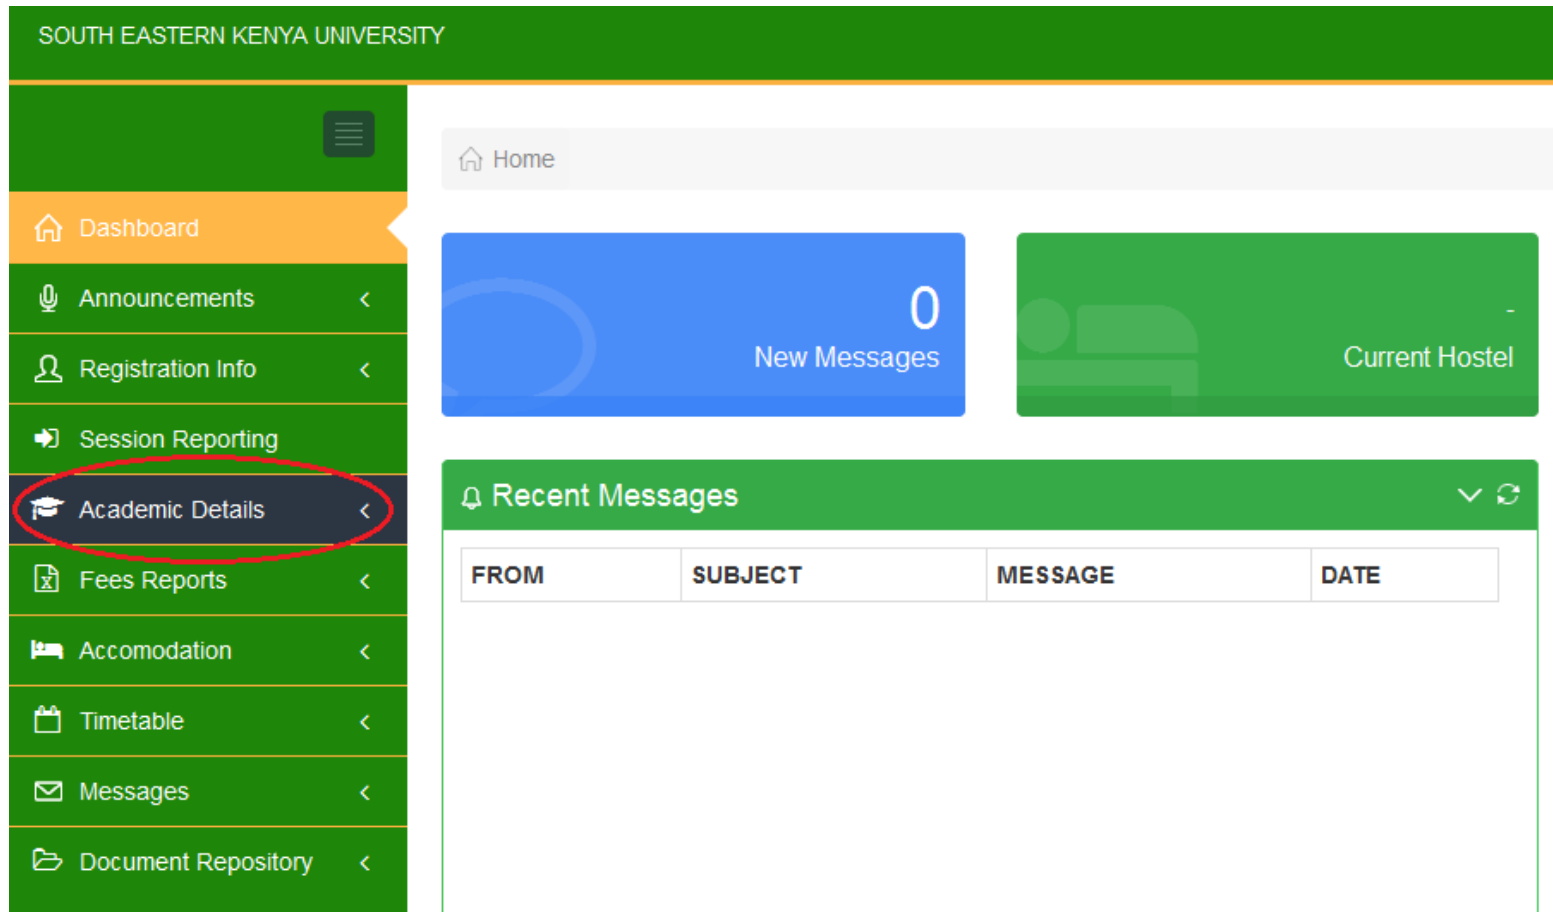 SOUTH EASTERN KENYA UNIVERSITY
Home
Dashboard
Announcements
Registration Info
Session Reporting
Academic Details
Fees Reports
Accomodation
Timetable
Messages
Document Repository
0
New Messages
-
Current Hostel
Recent Messages
FROM SUBJECT MESSAGE DATE